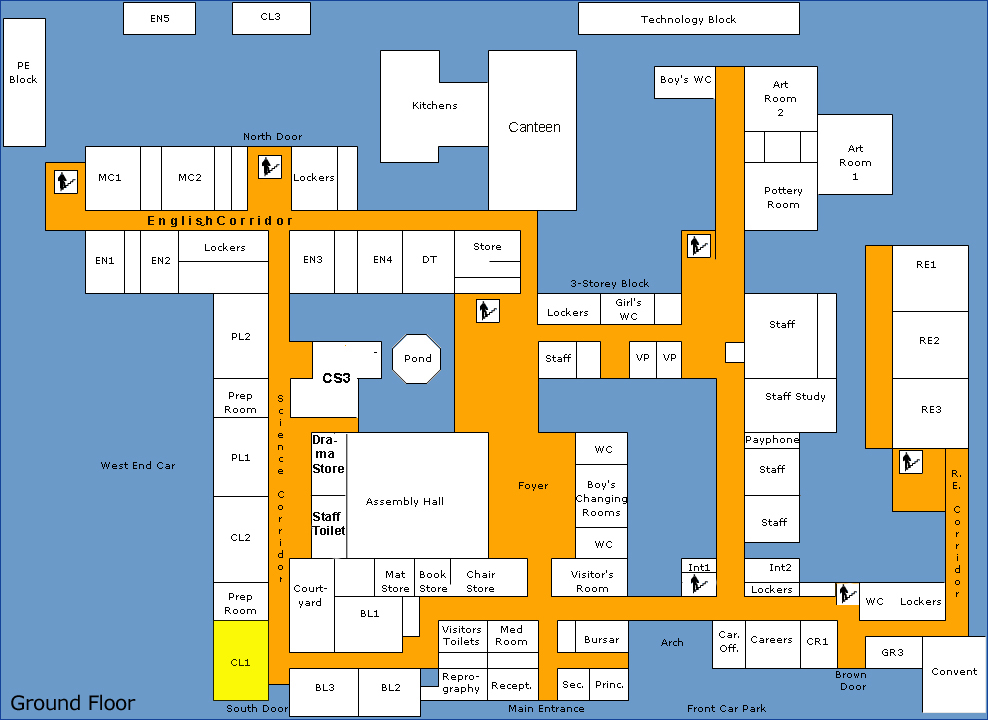 EN5
CL3
Technology Block
PE
Block
Boy's WC
Art
Room
2
Kitchens
Canteen
North Door
Art
Room
1
MC1
MC2
Lockers
Pottery
Room
English Corridor
EN1
EN2
Lockers
EN3
EN4
DT
Store
RE1
3-Storey Block
Lockers
Girl's
WC
Staff
PL2
RE2
Pond
Staff
VP
VP
CS3
Prep
Room
Staff Study
RE3
Science Corridor
Payphone
Dra-
ma
Store
WC
PL1
West End Car
Staff
R.E. Corridor
Assembly Hall
Foyer
Boy's
Changing
Rooms
Staff
Toilet
Staff
CL2
WC
Court-
yard
Mat
Store
Book
Store
Chair
Store
Visitor's
Room
Int1
Int2
Lockers
Prep
Room
BL1
WC
Lockers
CL1
Visitors
Toilets
Med
Room
Bursar
Arch
Car.
Off.
Careers
CR1
GR3
Convent
BL3
BL2
Repro-
graphy
Recept.
Sec.
Princ.
Brown
Door
Ground Floor
South Door
Main Entrance
Front Car Park